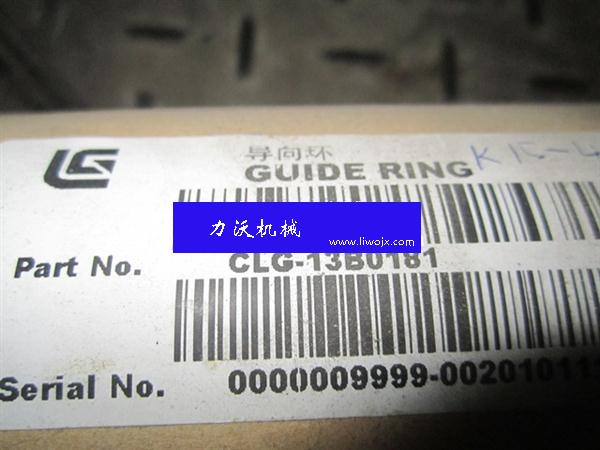 导向环
GUIDE RING
力沃机械
www.liwojx.com
Part No. CLG-13B0181
Serial No. 0000009999-00201011